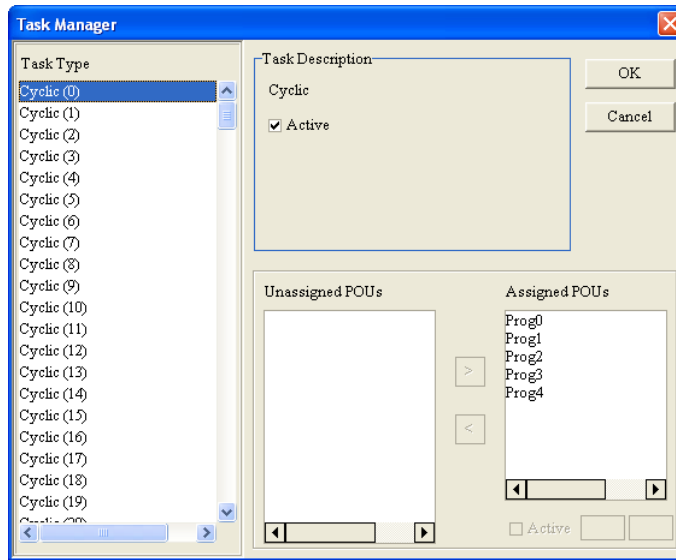 Task Manager
Task Type
Cyclic (0)
Cyclic (1)
Cyclic (2)
Cyclic (3)
Cyclic (4)
Cyclic (5)
Cyclic (6)
Cyclic (7)
Cyclic (8)
Cyclic (9)
Cyclic (10)
Cyclic (11)
Cyclic (12)
Cyclic (13)
Cyclic (14)
Cyclic (15)
Cyclic (16)
Cyclic (17)
Cyclic (18)
Cyclic (19)
Cyclic (20)
Task Description
Cyclic
Active
OK
Cancel
Unassigned POUs
>
<
Assigned POUs
Prog0
Prog1
Prog2
Prog3
Prog4
Active